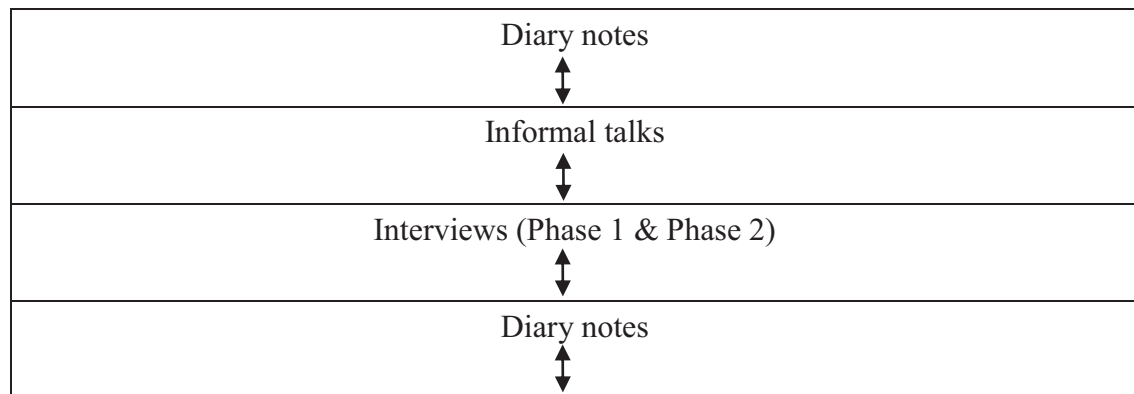 Diary notes
Informal talks
Interviews (Phase 1 & Phase 2)
Diary notes